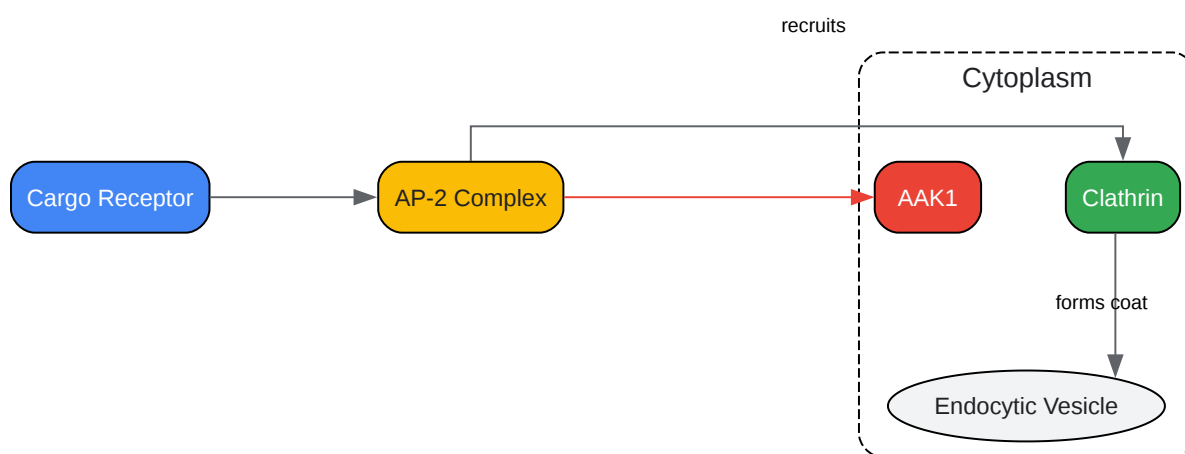 recruits
Cytoplasm
Cargo Receptor
AP-2 Complex
AAK1
Clathrin
forms coat
Endocytic Vesicle